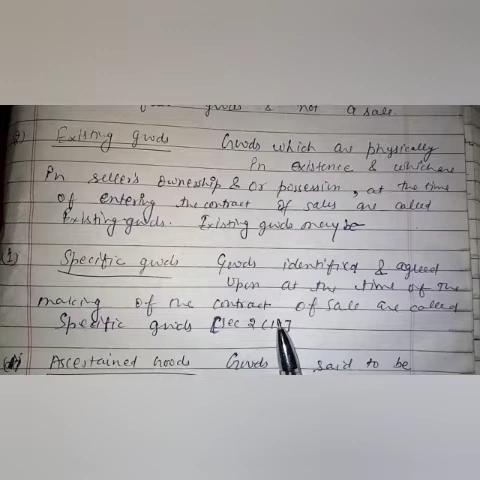 goods & not a sale.
Existing goods Goods which are physically
in existence & which are
in seller's ownership & or possession, at the time
of entering the contract of sales are called
Existing goods. Existing goods may be
(1) Specific goods Goods identified & agreed
upon at the time of the
making of the contract of sale are called
Specific goods [Sec 2(14)]
Ascestained Goods Goods said to be